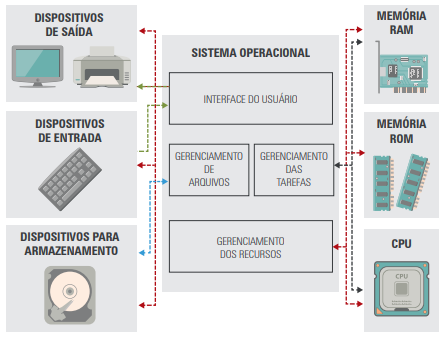 DISPOSITIVOS
DE SAÍDA
DISPOSITIVOS
DE ENTRADA
DISPOSITIVOS PARA
ARMAZENAMENTO
SISTEMA OPERACIONAL
INTERFACE DO USUÁRIO
GERENCIAMENTO
DE
ARQUIVOS
GERENCIAMENTO
DAS
TAREFAS
GERENCIAMENTO
DOS RECURSOS
MEMÓRIA
RAM
MEMÓRIA
ROM
CPU
CPU